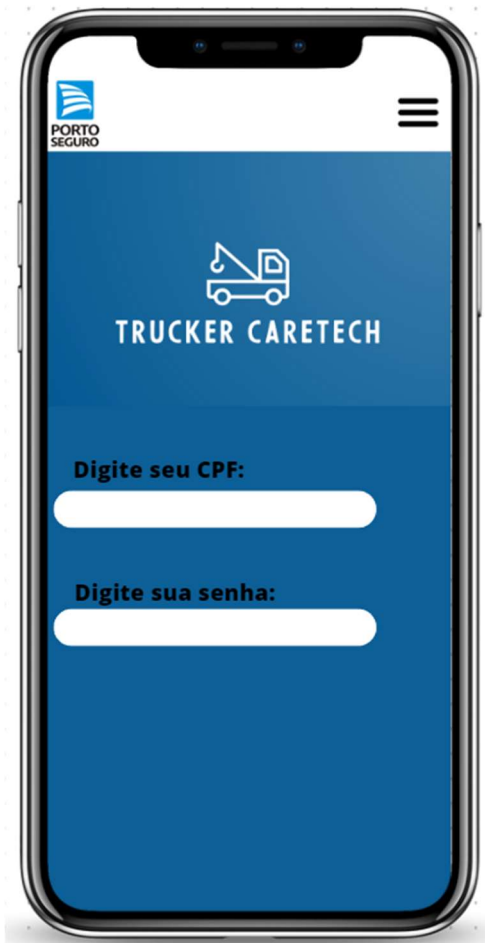 PORTO
SEGURO
TRUCKER CARETECH
Digite seu CPF:
Digite sua senha: